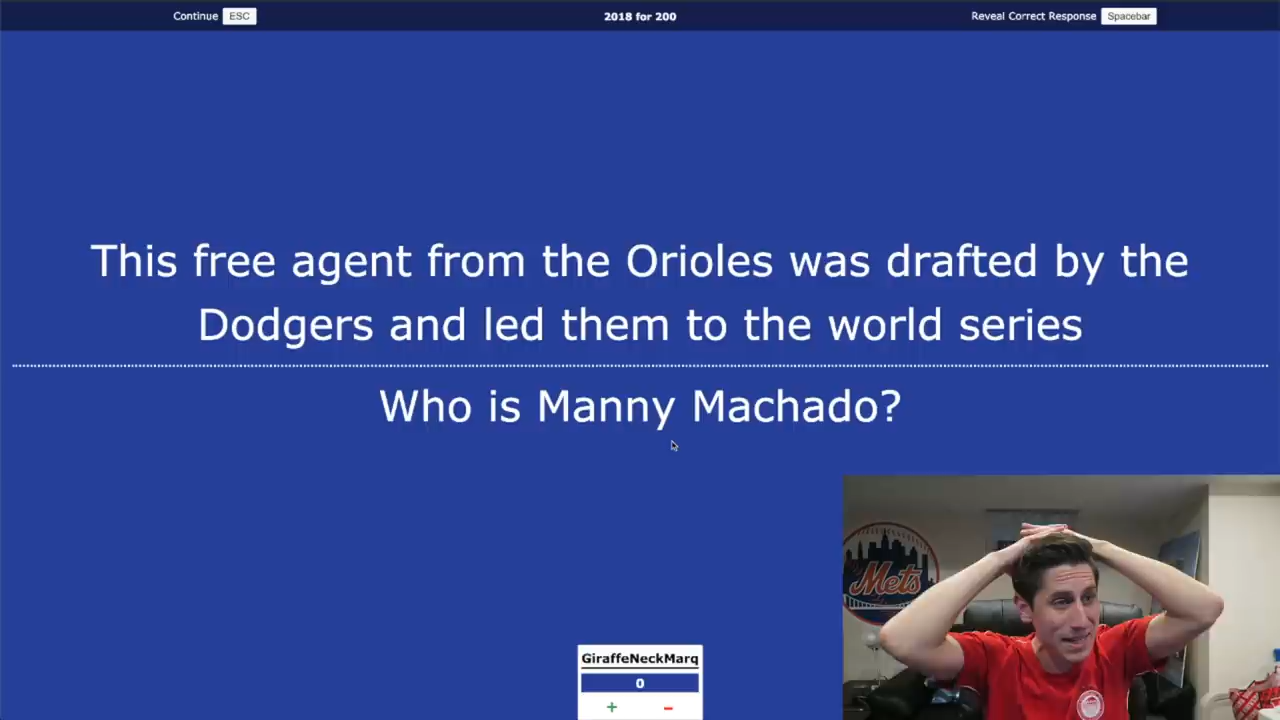 Continue ESC
2018 for 200
Reveal Correct Response Spacebar
This free agent from the Orioles was drafted by the
Dodgers and led them to the world series
Who is Manny Machado?
Mets
GiraffeNeckMarq
0
+ −